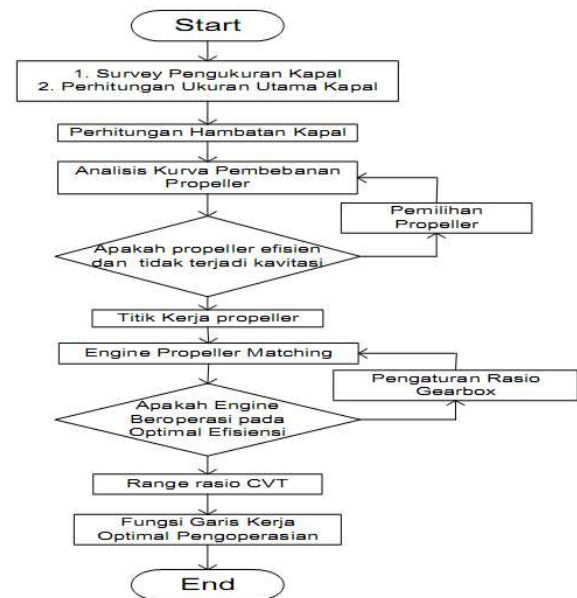 Start
1. Survey Pengukuran Kapal
2. Perhitungan Ukuran Utama Kapal
Perhitungan Hambatan Kapal
Analisis Kurva Pembebanan
Propeller
Pemilihan
Propeller
Apakah propeller efisien
dan tidak terjadi kavitasi
Titik Kerja propeller
Engine Propeller Matching
Pengaturan Rasio
Gearbox
Apakah Engine
Beroperasi pada
Optimal Efisiensi
Range rasio CVT
Fungsi Garis Kerja
Optimal Pengoperasian
End